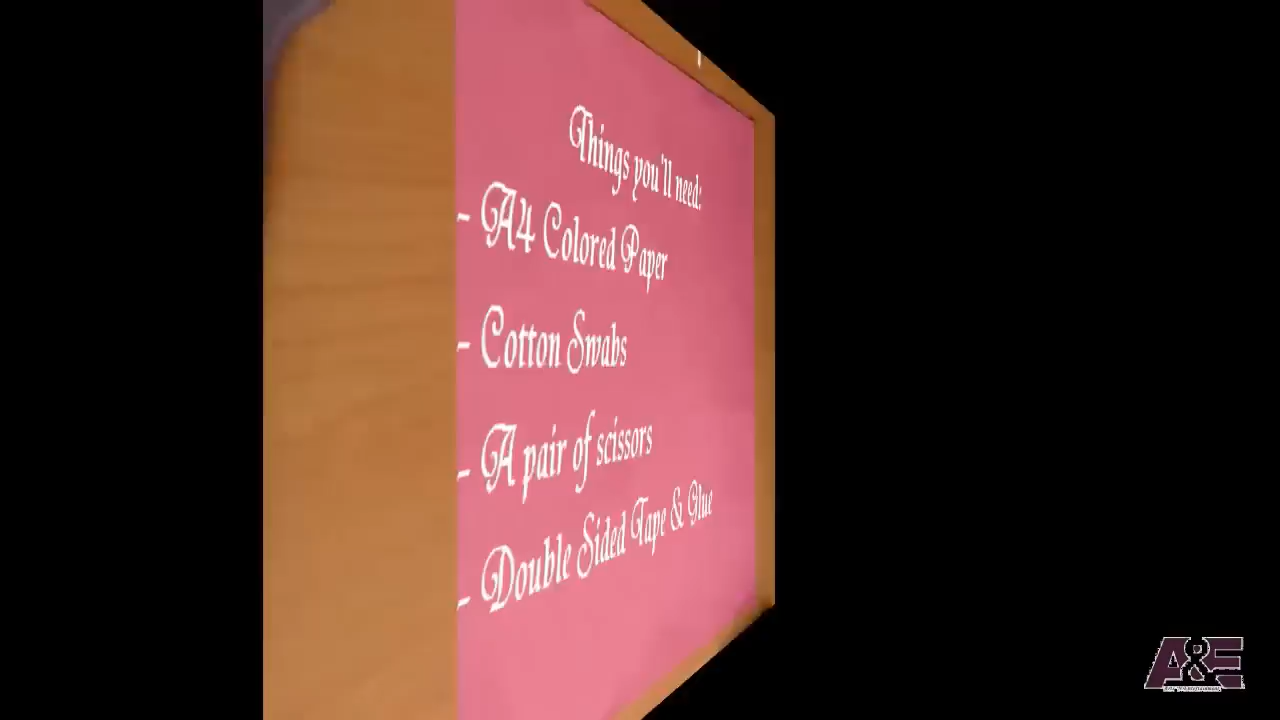 Things you'll need:
- A4 Colored Paper
- Cotton Swabs
- A pair of scissors
- Double Sided Tape & Glue
A&E